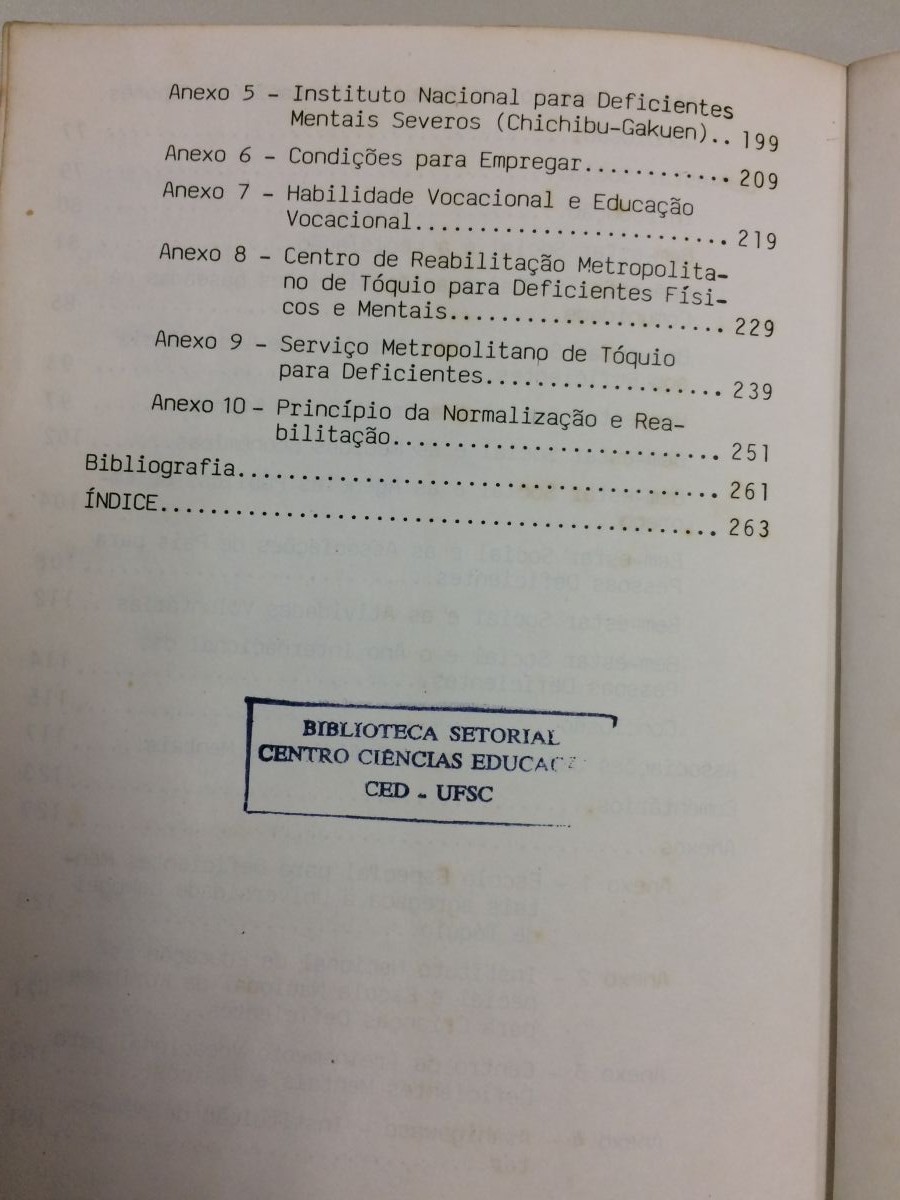 Anexo 5 - Instituto Nacional para Deficientes
Mentais Severos (Chichibu-Gakuen).. 199
Anexo 6 - Condições para Empregar............ 209
Anexo 7 - Habilidade Vocacional e Educação
Vocacional......................... 219
Anexo 8 - Centro de Reabilitação Metropolita-
no de Tóquio para Deficientes Físi-
cos e Mentais...................... 229
Anexo 9 - Serviço Metropolitano de Tóquio
para Deficientes................... 239
Anexo 10 - Princípio da Normalização e Rea-
bilitação.......................... 251
Bibliografia...................................... 261
ÍNDICE............................................ 263
BIBLIOTECA SETORIAL
CENTRO CIÊNCIAS EDUCAÇ
CED - UFSC